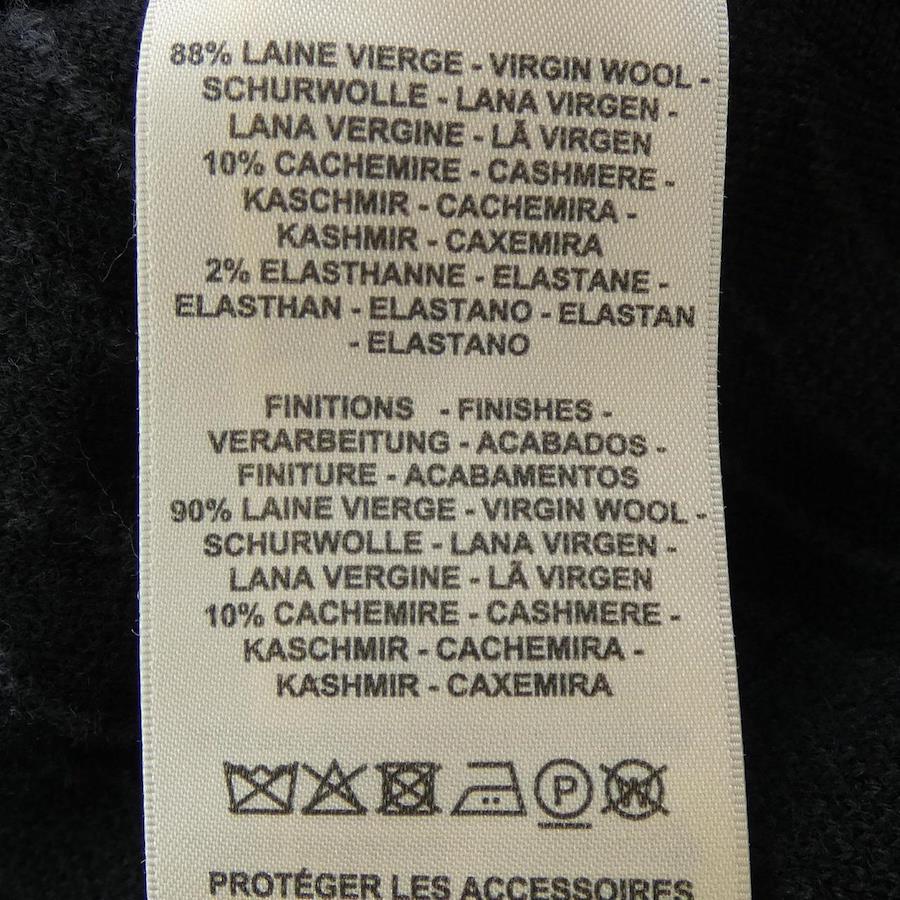 88% LAINE VIERGE - VIRGIN WOOL -
SCHURWOLLE - LANA VIRGEN -
LANA VERGINE - LÃ VIRGEN
10% CACHEMIRE - CASHMERE -
KASCHMIR - CACHEMIRA -
KASHMIR - CAXEMIRA
2% ELASTHANNE - ELASTANE -
ELASTHAN - ELASTANO - ELASTAN
- ELASTANO
FINITIONS - FINISHES -
VERARBEITUNG - ACABADOS -
FINITURE - ACABAMENTOS
90% LAINE VIERGE - VIRGIN WOOL -
SCHURWOLLE - LANA VIRGEN -
LANA VERGINE - LÃ VIRGEN
10% CACHEMIRE - CASHMERE -
KASCHMIR - CACHEMIRA -
KASHMIR - CAXEMIRA
P W
PROTÉGER LES ACCESSOIRES